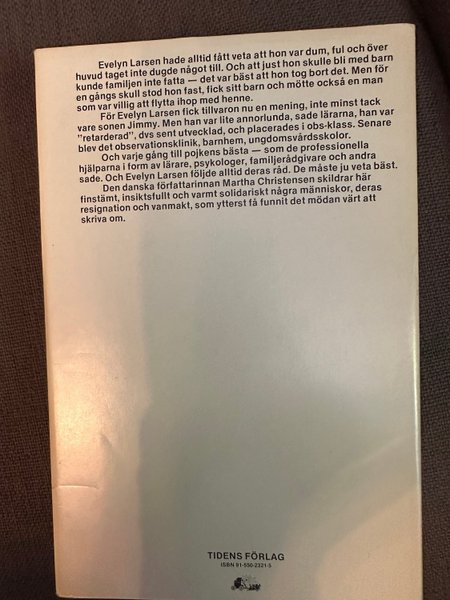 Evelyn Larsen hade alltid fått veta att hon var dum, ful och över
huvud taget inte dugde något till. Och att just hon skulle bli med barn
kunde familjen inte fatta — det var bäst att hon tog bort det. Men för
en gångs skull stod hon fast, fick sitt barn och mötte också en man
som var villig att flytta ihop med henne.
För Evelyn Larsen fick tillvaron nu en mening, inte minst tack
vare sonen Jimmy. Men han var lite annorlunda, sade lärarna, han var
"retarderad", dvs sent utvecklad, och placerades i obs-klass. Senare
blev det observationsklinik, barnhem, ungdomsvårdsskolor.
Och varje gång till pojkens bästa — som de professionella
hjälparna i form av lärare, psykologer, familjerådgivare och andra
sade. Och Evelyn Larsen följde alltid deras råd. De måste ju veta bäst.
Den danska författarinnan Martha Christensen skildrar här
finstämt, insiktsfullt och varmt solidariskt några människor, deras
resignation och vanmakt, som ytterst få funnit det mödan värt att
skriva om.
TIDENS FÖRLAG
ISBN 91-550-2321-5